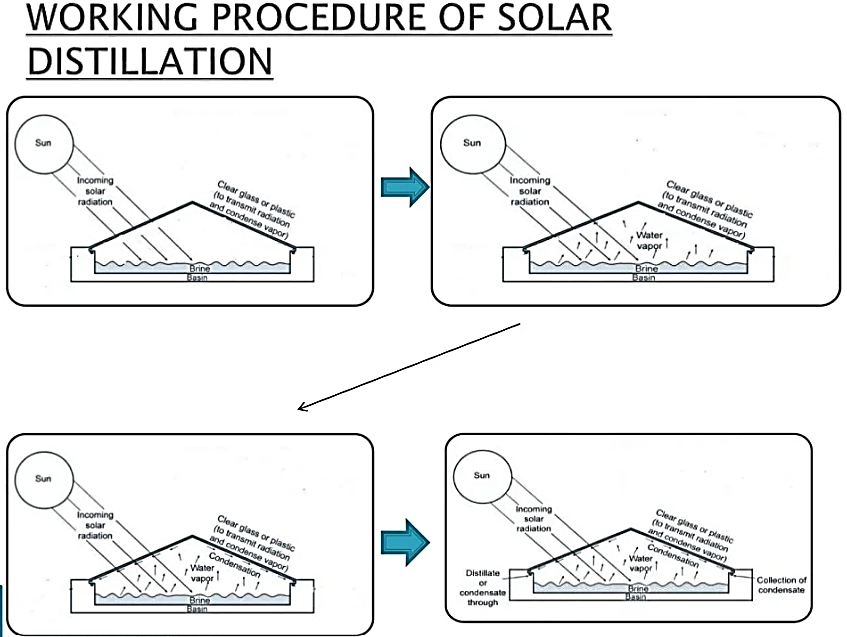 WORKING PROCEDURE OF SOLAR
DISTILLATION
Sun
Incoming
solar
radiation
Clear glass or plastic
(to transmit radiation
and condense vapor)
Brine
Basin
Sun
Incoming
solar
radiation
Clear glass or plastic
(to transmit radiation
and condense vapor)
Water
vapor
Brine
Basin
Sun
Incoming
solar
radiation
Clear glass or plastic
(to transmit radiation
and condense vapor)
Condensation
Water
vapor
Brine
Basin
Sun
Incoming
solar
radiation
Clear glass or plastic
(to transmit radiation
and condense vapor)
Condensation
Water
vapor
Distillate
or
condensate
through
Collection of
condensate
Brine
Basin